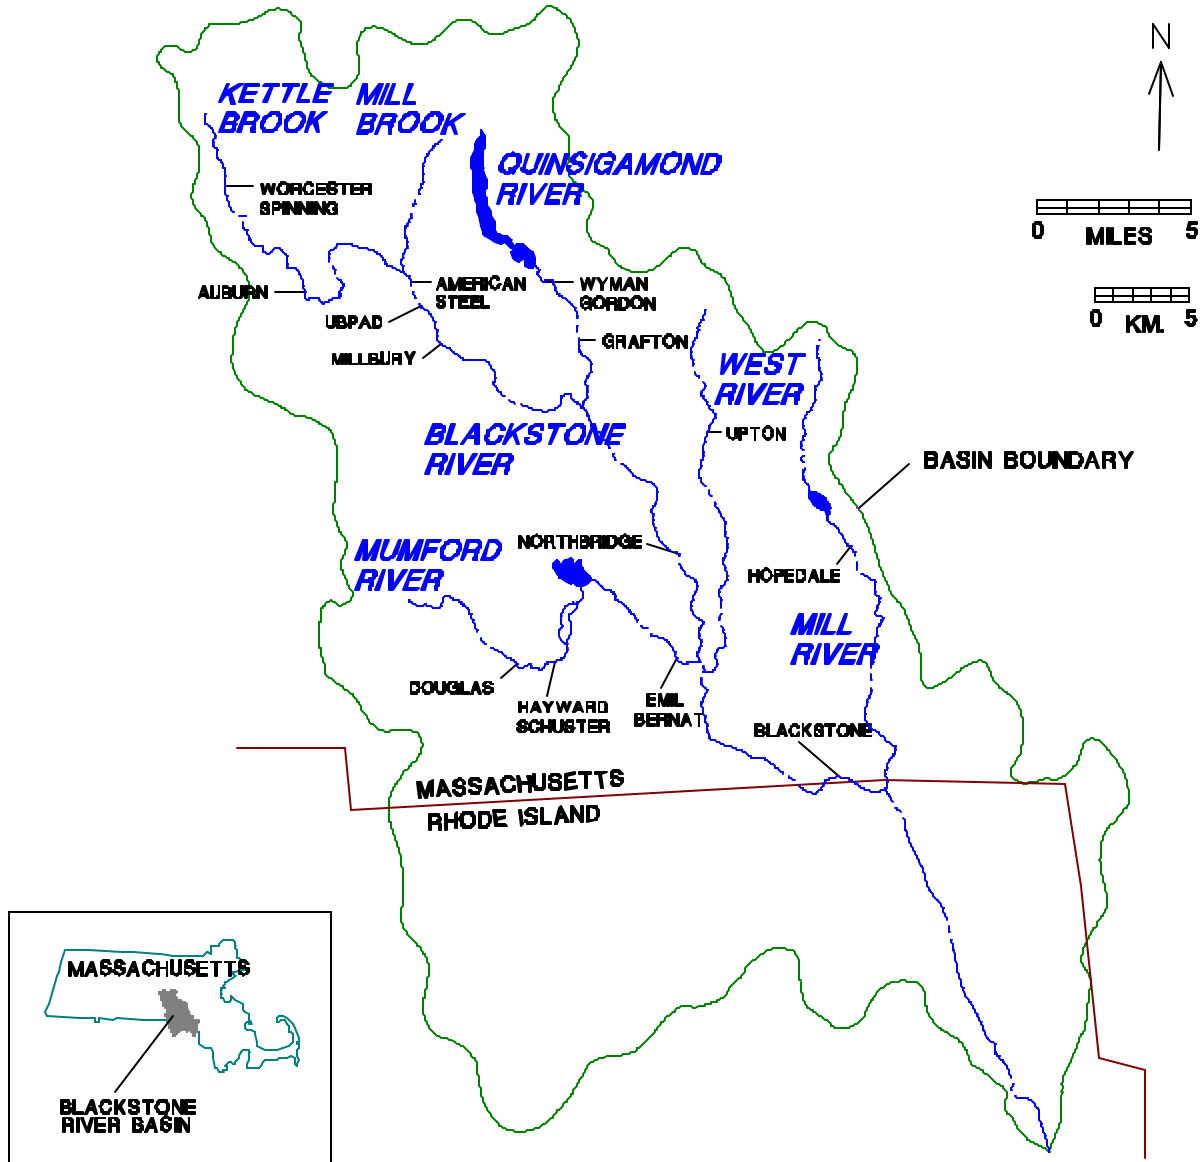 N
KETTLE
BROOK
MILL
BROOK
QUINSIGAMOND
RIVER
WORCESTER
SPINNING
0 5
MILES
AUBURN
AMERICAN
STEEL
WYMAN
GORDON
UBPAD
0 5
KM.
MILLBURY
GRAFTON
WEST
RIVER
BLACKSTONE
RIVER
UPTON
BASIN BOUNDARY
MUMFORD
RIVER
NORTHBRIDGE
HOPEDALE
MILL
RIVER
DOUGLAS
HAYWARD
SCHUSTER
EMIL
BERNAT
BLACKSTONE
MASSACHUSETTS
RHODE ISLAND
MASSACHUSETTS
BLACKSTONE
RIVER BASIN